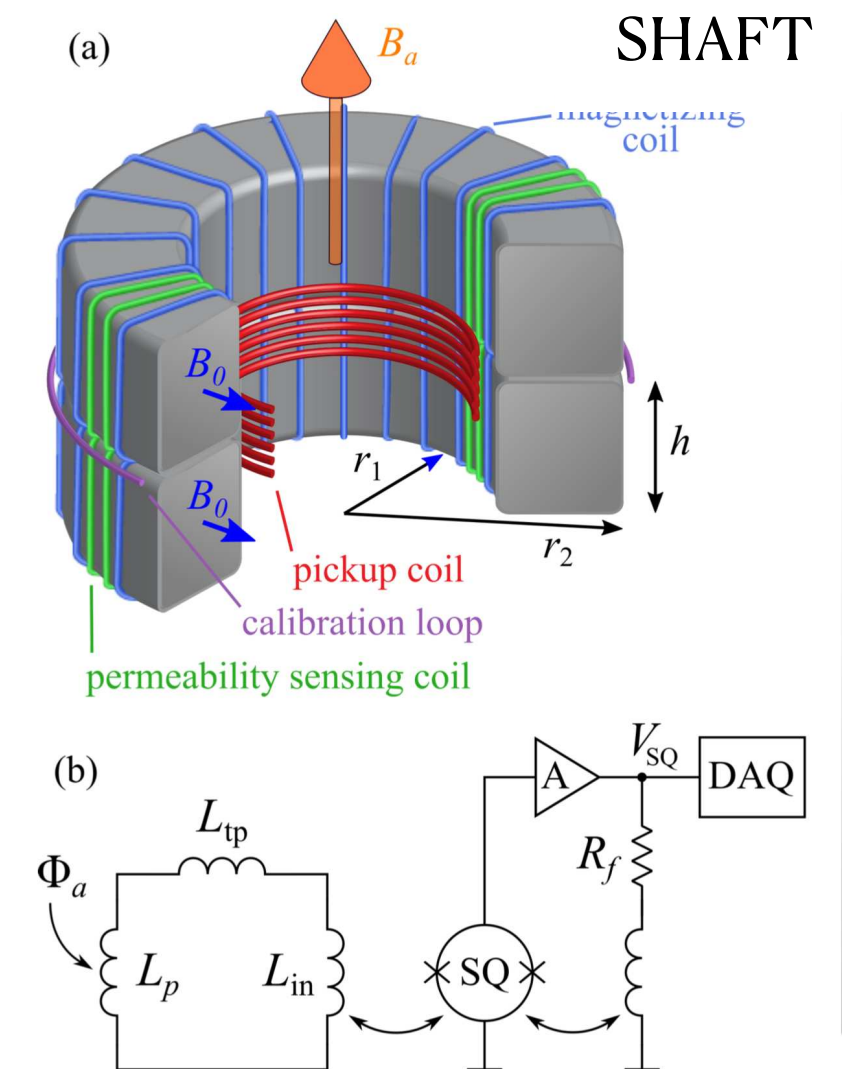 (a)
B_a
SHAFT
magnetizing
coil
B_0
B_0
r_1
r_2
h
pickup coil
calibration loop
permeability sensing coil
(b)
V_SQ
A
DAQ
L_tp
R_f
Φ_a
L_p
L_in
SQ